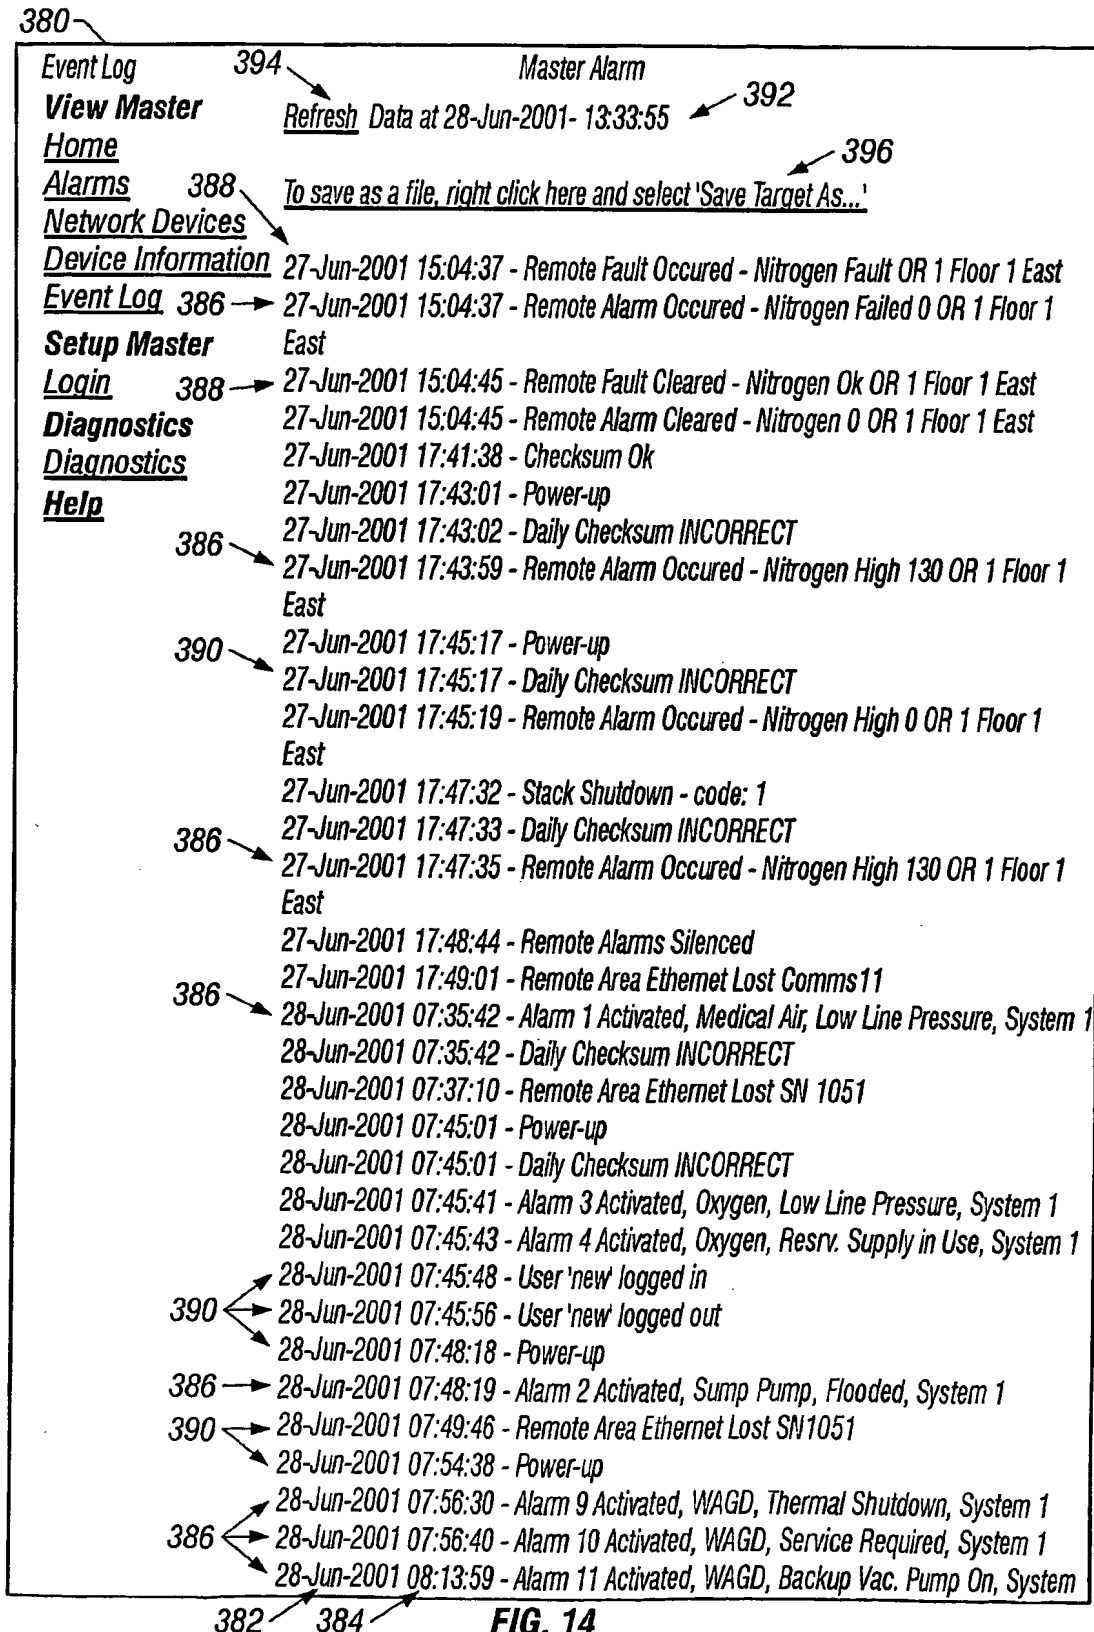 380
Event Log 394 Master Alarm
View Master Refresh Data at 28-Jun-2001- 13:33:55 392
Home 396
Alarms 388 To save as a file, right click here and select 'Save Target As...'
Network Devices
Device Information 27-Jun-2001 15:04:37 - Remote Fault Occured - Nitrogen Fault OR 1 Floor 1 East
Event Log 386 27-Jun-2001 15:04:37 - Remote Alarm Occured - Nitrogen Failed 0 OR 1 Floor 1
Setup Master East
Login 388 27-Jun-2001 15:04:45 - Remote Fault Cleared - Nitrogen Ok OR 1 Floor 1 East
Diagnostics 27-Jun-2001 15:04:45 - Remote Alarm Cleared - Nitrogen 0 OR 1 Floor 1 East
Diagnostics 27-Jun-2001 17:41:38 - Checksum Ok
Help 27-Jun-2001 17:43:01 - Power-up
27-Jun-2001 17:43:02 - Daily Checksum INCORRECT
386 27-Jun-2001 17:43:59 - Remote Alarm Occured - Nitrogen High 130 OR 1 Floor 1
East
27-Jun-2001 17:45:17 - Power-up
390 27-Jun-2001 17:45:17 - Daily Checksum INCORRECT
27-Jun-2001 17:45:19 - Remote Alarm Occured - Nitrogen High 0 OR 1 Floor 1
East
27-Jun-2001 17:47:32 - Stack Shutdown - code: 1
27-Jun-2001 17:47:33 - Daily Checksum INCORRECT
386 27-Jun-2001 17:47:35 - Remote Alarm Occured - Nitrogen High 130 OR 1 Floor 1
East
27-Jun-2001 17:48:44 - Remote Alarms Silenced
27-Jun-2001 17:49:01 - Remote Area Ethernet Lost Comms11
386 28-Jun-2001 07:35:42 - Alarm 1 Activated, Medical Air, Low Line Pressure, System 1
28-Jun-2001 07:35:42 - Daily Checksum INCORRECT
28-Jun-2001 07:37:10 - Remote Area Ethernet Lost SN 1051
28-Jun-2001 07:45:01 - Power-up
28-Jun-2001 07:45:01 - Daily Checksum INCORRECT
28-Jun-2001 07:45:41 - Alarm 3 Activated, Oxygen, Low Line Pressure, System 1
28-Jun-2001 07:45:43 - Alarm 4 Activated, Oxygen, Resrv. Supply in Use, System 1
28-Jun-2001 07:45:48 - User 'new' logged in
390 28-Jun-2001 07:45:56 - User 'new' logged out
28-Jun-2001 07:48:18 - Power-up
386 28-Jun-2001 07:48:19 - Alarm 2 Activated, Sump Pump, Flooded, System 1
390 28-Jun-2001 07:49:46 - Remote Area Ethernet Lost SN1051
28-Jun-2001 07:54:38 - Power-up
28-Jun-2001 07:56:30 - Alarm 9 Activated, WAGD, Thermal Shutdown, System 1
386 28-Jun-2001 07:56:40 - Alarm 10 Activated, WAGD, Service Required, System 1
28-Jun-2001 08:13:59 - Alarm 11 Activated, WAGD, Backup Vac. Pump On, System
382 384 FIG. 14